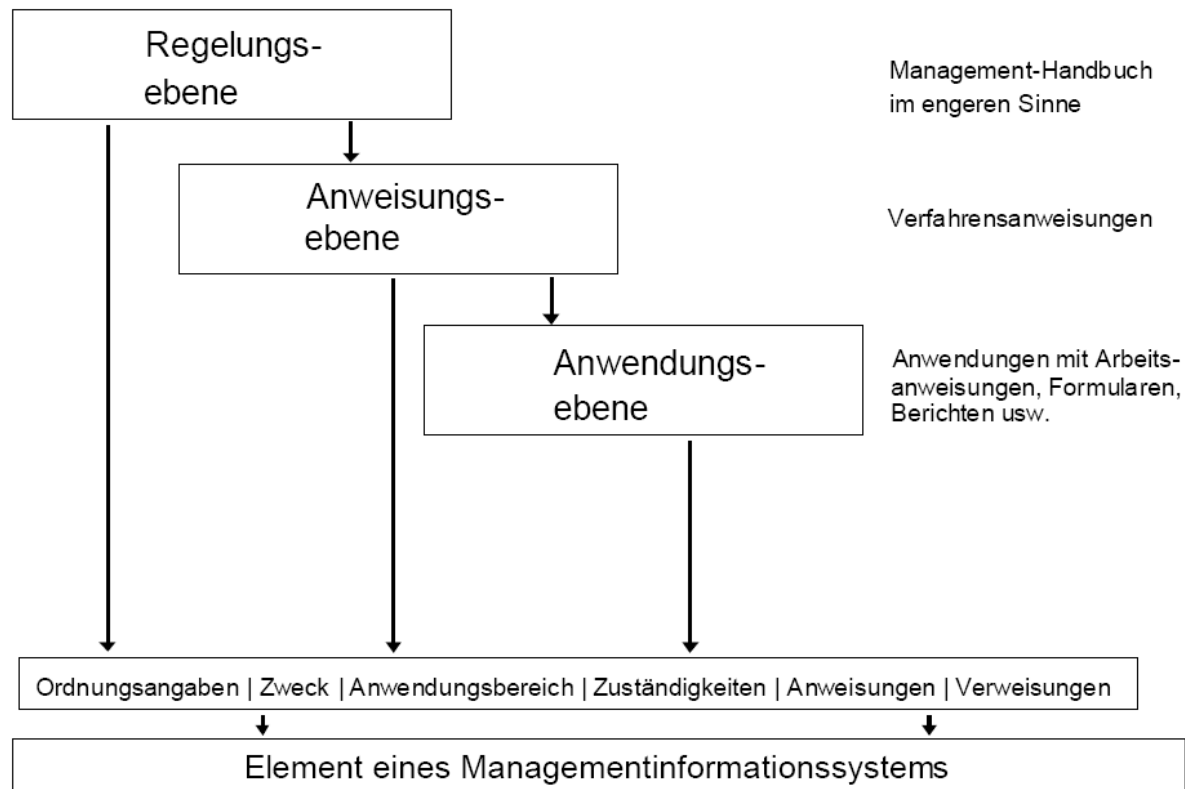 Regelungs-
ebene
Management-Handbuch
im engeren Sinne
Anweisungs-
ebene
Verfahrensanweisungen
Anwendungs-
ebene
Anwendungen mit Arbeits-
anweisungen, Formularen,
Berichten usw.
Ordnungsangaben | Zweck | Anwendungsbereich | Zuständigkeiten | Anweisungen | Verweisungen
Element eines Managementinformationssystems